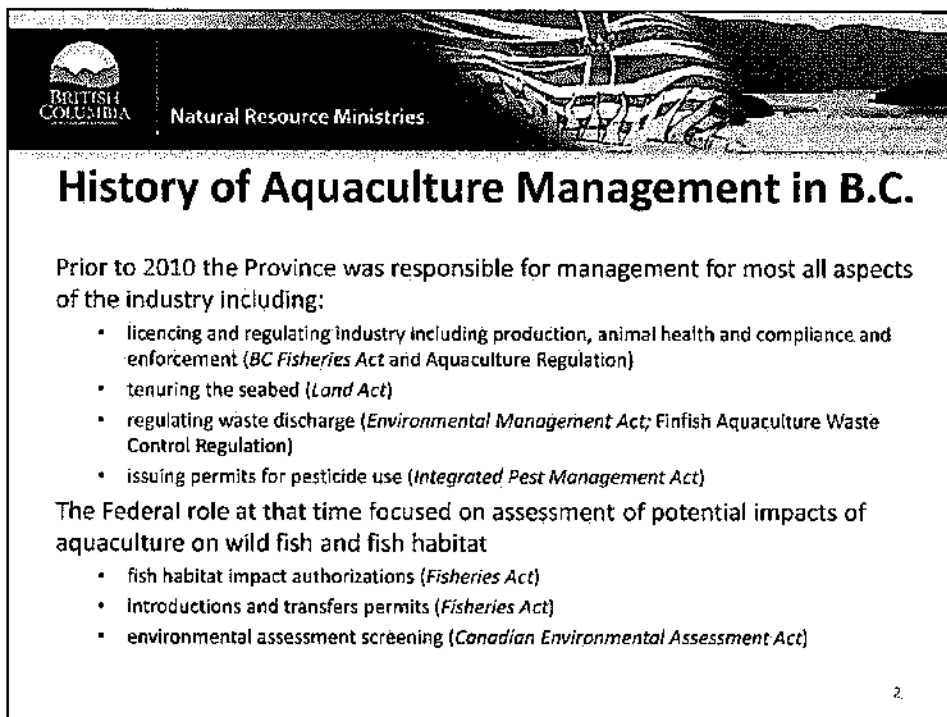 BRITISH
COLUMBIA
Natural Resource Ministries
History of Aquaculture Management in B.C.
Prior to 2010 the Province was responsible for management for most all aspects
of the industry including:
• licencing and regulating industry including production, animal health and compliance and
enforcement (BC Fisheries Act and Aquaculture Regulation)
• tenuring the seabed (Land Act)
• regulating waste discharge (Environmental Management Act; Finfish Aquaculture Waste
Control Regulation)
• issuing permits for pesticide use (Integrated Pest Management Act)
The Federal role at that time focused on assessment of potential impacts of
aquaculture on wild fish and fish habitat
• fish habitat impact authorizations (Fisheries Act)
• introductions and transfers permits (Fisheries Act)
• environmental assessment screening (Canadian Environmental Assessment Act)
2